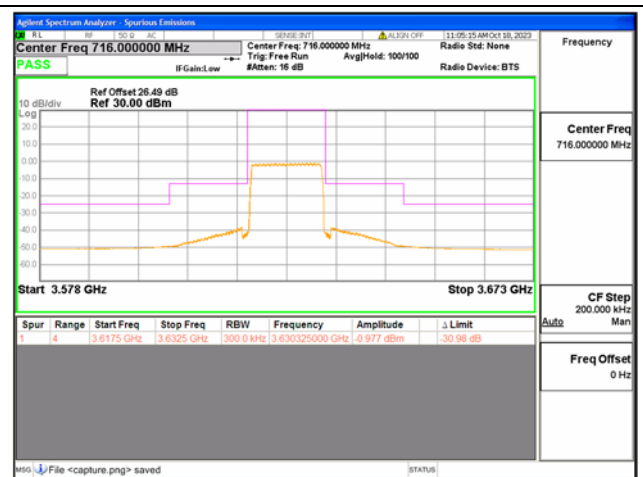 Agilent Spectrum Analyzer - Spurious Emissions
RL RF 50 Ω AC SENSE:INT ALIGN OFF 11:05:15 AM Oct 18, 2023
Center Freq 716.000000 MHz Center Freq: 716.000000 MHz Radio Std: None Frequency
Trig: Free Run Avg|Hold: 100/100
PASS IFGain:Low #Atten: 16 dB Radio Device: BTS
Ref Offset 26.49 dB
10 dB/div Ref 30.00 dBm
Log
20.0
10.0
0.00
-10.0
-20.0
-30.0
-40.0
-50.0
-60.0
Start 3.578 GHz Stop 3.673 GHz
Center Freq
716.000000 MHz
CF Step
200.000 kHz
Auto Man
Freq Offset
0 Hz
Spur Range Start Freq Stop Freq RBW Frequency Amplitude Δ Limit
1 4 3.6175 GHz 3.6325 GHz 300.0 kHz 3.630325000 GHz -0.977 dBm -30.98 dB
MSG File <capture.png> saved STATUS